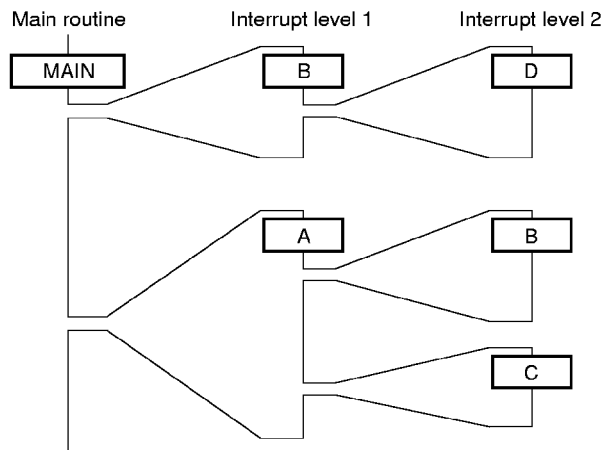 Main routine Interrupt level 1 Interrupt level 2
MAIN B D
A B
C